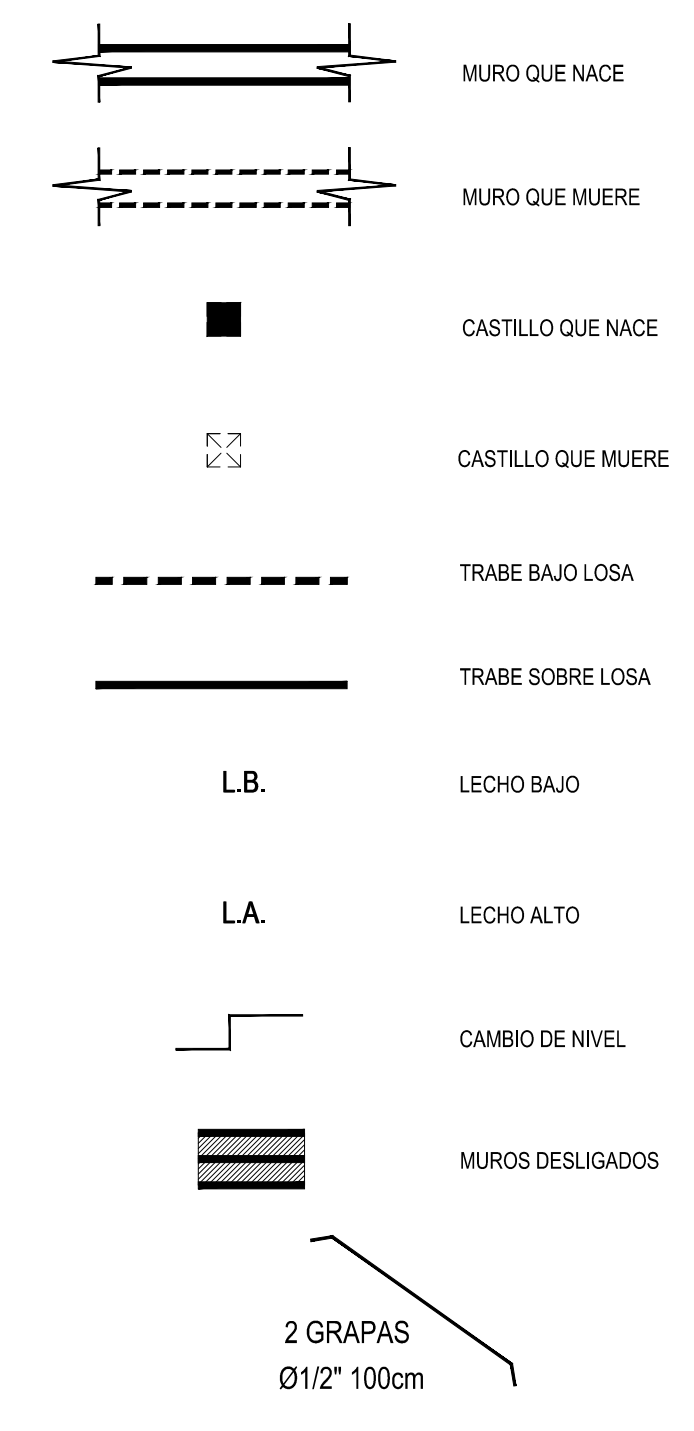 MURO QUE NACE
MURO QUE MUERE
CASTILLO QUE NACE
CASTILLO QUE MUERE
TRABE BAJO LOSA
TRABE SOBRE LOSA
L.B. LECHO BAJO
L.A. LECHO ALTO
CAMBIO DE NIVEL
MUROS DESLIGADOS
2 GRAPAS
Ø1/2" 100cm